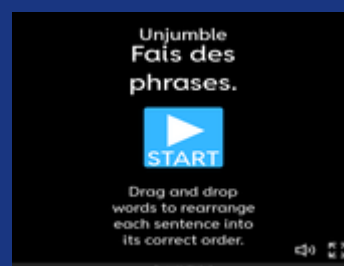 Unjumble
Fais des
phrases.
START
Drag and drop
words to rearrange
each sentence into
its correct order.